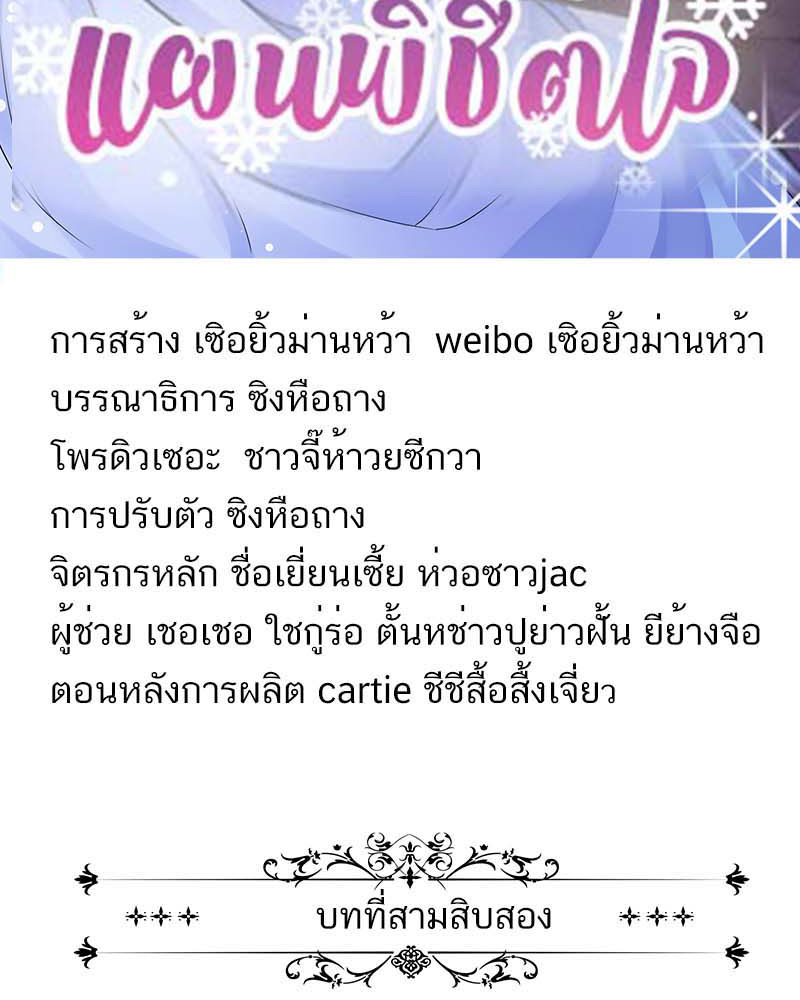 แผนพิชิตใจ
การสร้าง เซิอยิ้วม่านหว้า weibo เซิอยิ้วม่านหว้า
บรรณาธิการ ซิงหือถาง
โพรดิวเซอะ ชาวจี๊ห้าวยซีกวา
การปรับตัว ซิงหือถาง
จิตรกรหลัก ชื่อเยี่ยนเซี้ย ห่วอซาวjac
ผู้ช่วย เชอเชอ ใชกู่ร่อ ตั้นหช่าวปูย่าวฝั้น ยีย้างจือ
ตอนหลังการผลิต cartie ชีชีสื้อสิ้งเจี่ยว
บทที่สามสิบสอง